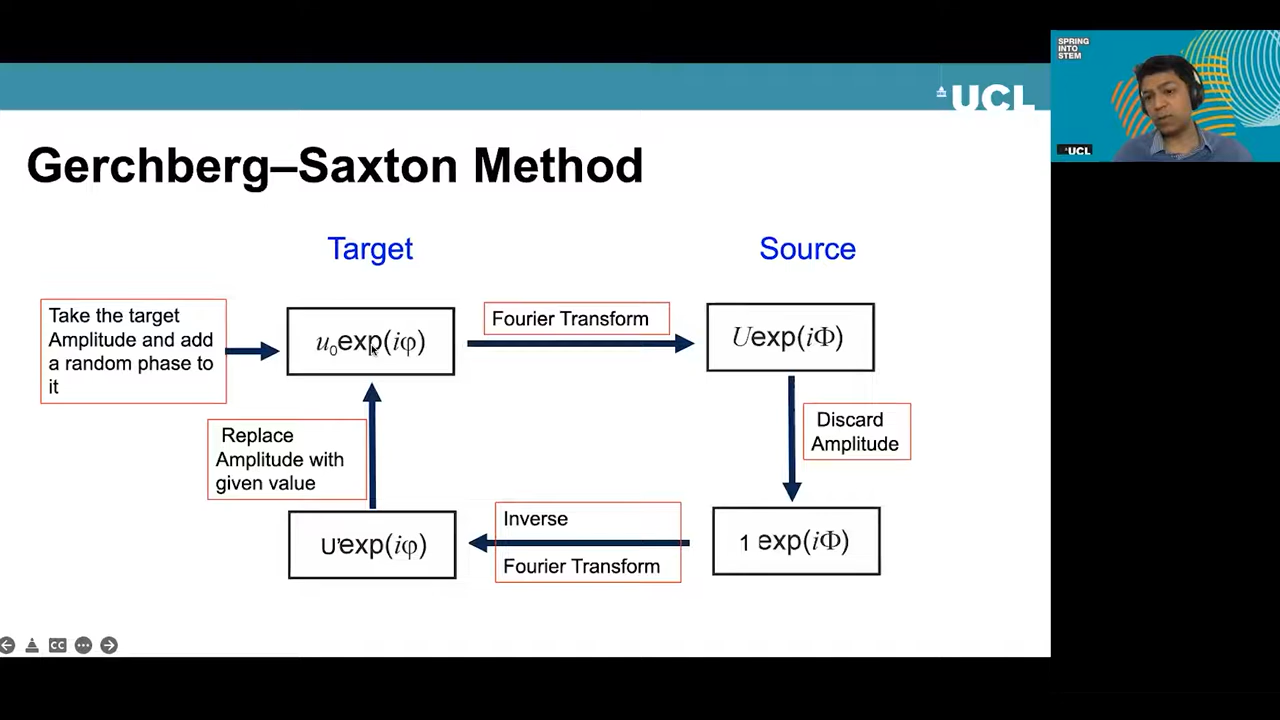 SPRING
INTO
STEM
UCL
UCL
Gerchberg–Saxton Method
Target
Source
Take the target
Amplitude and add
a random phase to
it
u₀exp(iφ)
Fourier Transform
Uexp(iΦ)
Discard
Amplitude
Replace
Amplitude with
given value
U'exp(iφ)
Inverse
Fourier Transform
1 exp(iΦ)
CC